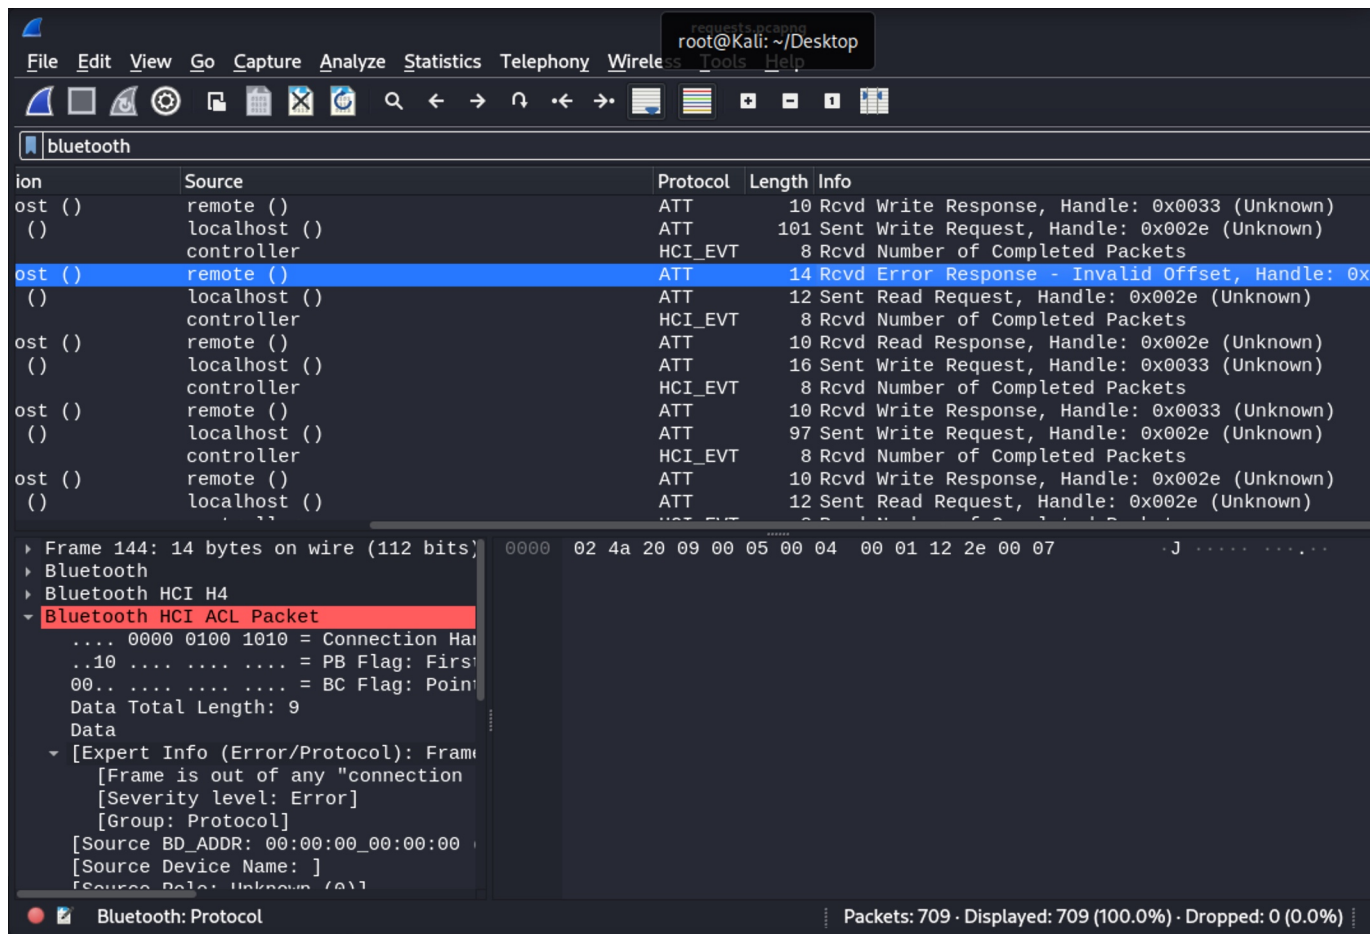 requests.pcapng
root@Kali: ~/Desktop
File Edit View Go Capture Analyze Statistics Telephony Wireless Tools Help
bluetooth
ion Source Protocol Length Info
ost () remote () ATT 10 Rcvd Write Response, Handle: 0x0033 (Unknown)
() localhost () ATT 101 Sent Write Request, Handle: 0x002e (Unknown)
controller HCI_EVT 8 Rcvd Number of Completed Packets
ost () remote () ATT 14 Rcvd Error Response - Invalid Offset, Handle: 0x
() localhost () ATT 12 Sent Read Request, Handle: 0x002e (Unknown)
controller HCI_EVT 8 Rcvd Number of Completed Packets
ost () remote () ATT 10 Rcvd Read Response, Handle: 0x002e (Unknown)
() localhost () ATT 16 Sent Write Request, Handle: 0x0033 (Unknown)
controller HCI_EVT 8 Rcvd Number of Completed Packets
ost () remote () ATT 10 Rcvd Write Response, Handle: 0x0033 (Unknown)
() localhost () ATT 97 Sent Write Request, Handle: 0x002e (Unknown)
controller HCI_EVT 8 Rcvd Number of Completed Packets
ost () remote () ATT 10 Rcvd Write Response, Handle: 0x002e (Unknown)
() localhost () ATT 12 Sent Read Request, Handle: 0x002e (Unknown)
Frame 144: 14 bytes on wire (112 bits)
Bluetooth
Bluetooth HCI H4
Bluetooth HCI ACL Packet
.... 0000 0100 1010 = Connection Han
..10 .... .... .... = PB Flag: First
00.. .... .... .... = BC Flag: Point
Data Total Length: 9
Data
[Expert Info (Error/Protocol): Frame
[Frame is out of any "connection
[Severity level: Error]
[Group: Protocol]
[Source BD_ADDR: 00:00:00_00:00:00
[Source Device Name: ]
[Source Role: Unknown (0)]
0000 02 4a 20 09 00 05 00 04 00 01 12 2e 00 07 ·J ····· ···.··
Bluetooth: Protocol
Packets: 709 · Displayed: 709 (100.0%) · Dropped: 0 (0.0%)